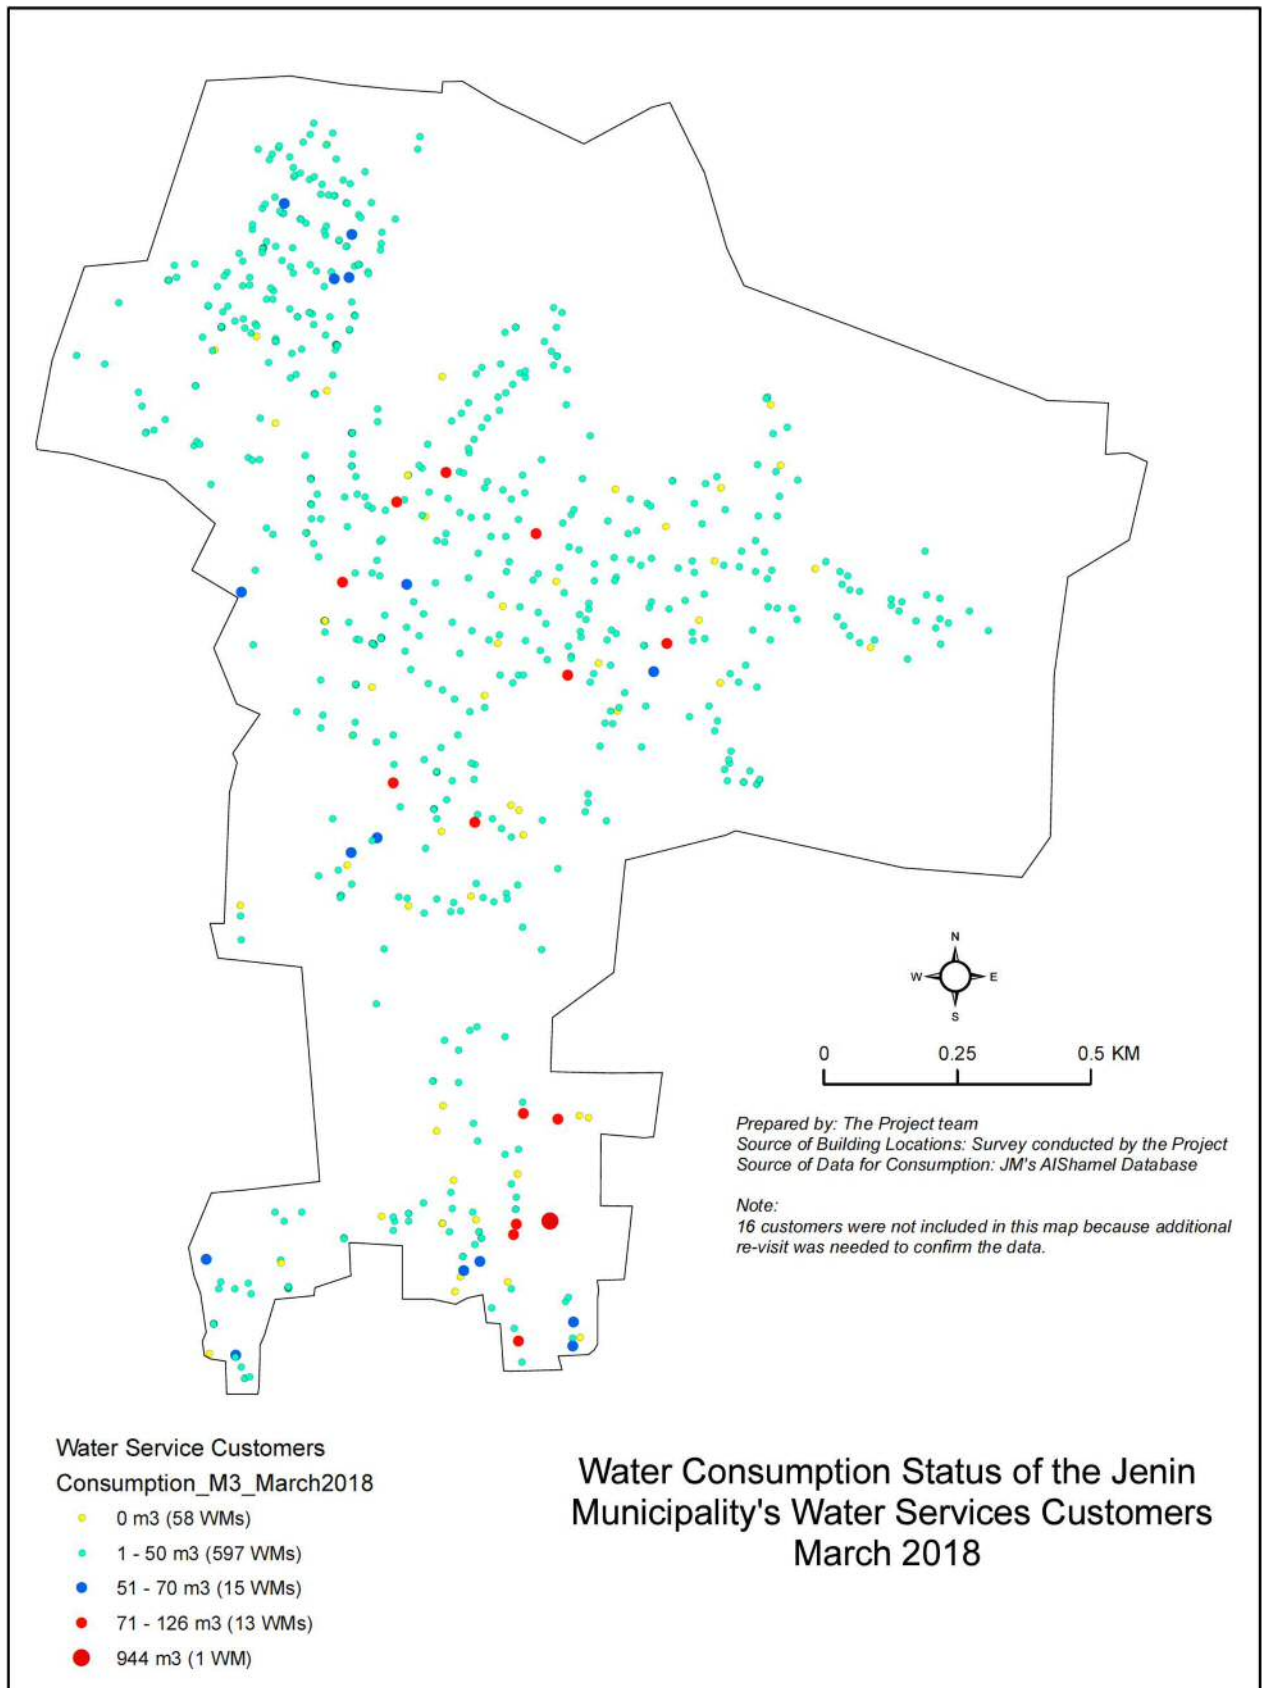 N
W E
S
0 0.25 0.5 KM
Prepared by: The Project team
Source of Building Locations: Survey conducted by the Project
Source of Data for Consumption: JM's AlShamel Database
Note:
16 customers were not included in this map because additional
re-visit was needed to confirm the data.
Water Service Customers
Consumption_M3_March2018
0 m3 (58 WMs)
1 - 50 m3 (597 WMs)
51 - 70 m3 (15 WMs)
71 - 126 m3 (13 WMs)
944 m3 (1 WM)
Water Consumption Status of the Jenin
Municipality's Water Services Customers
March 2018